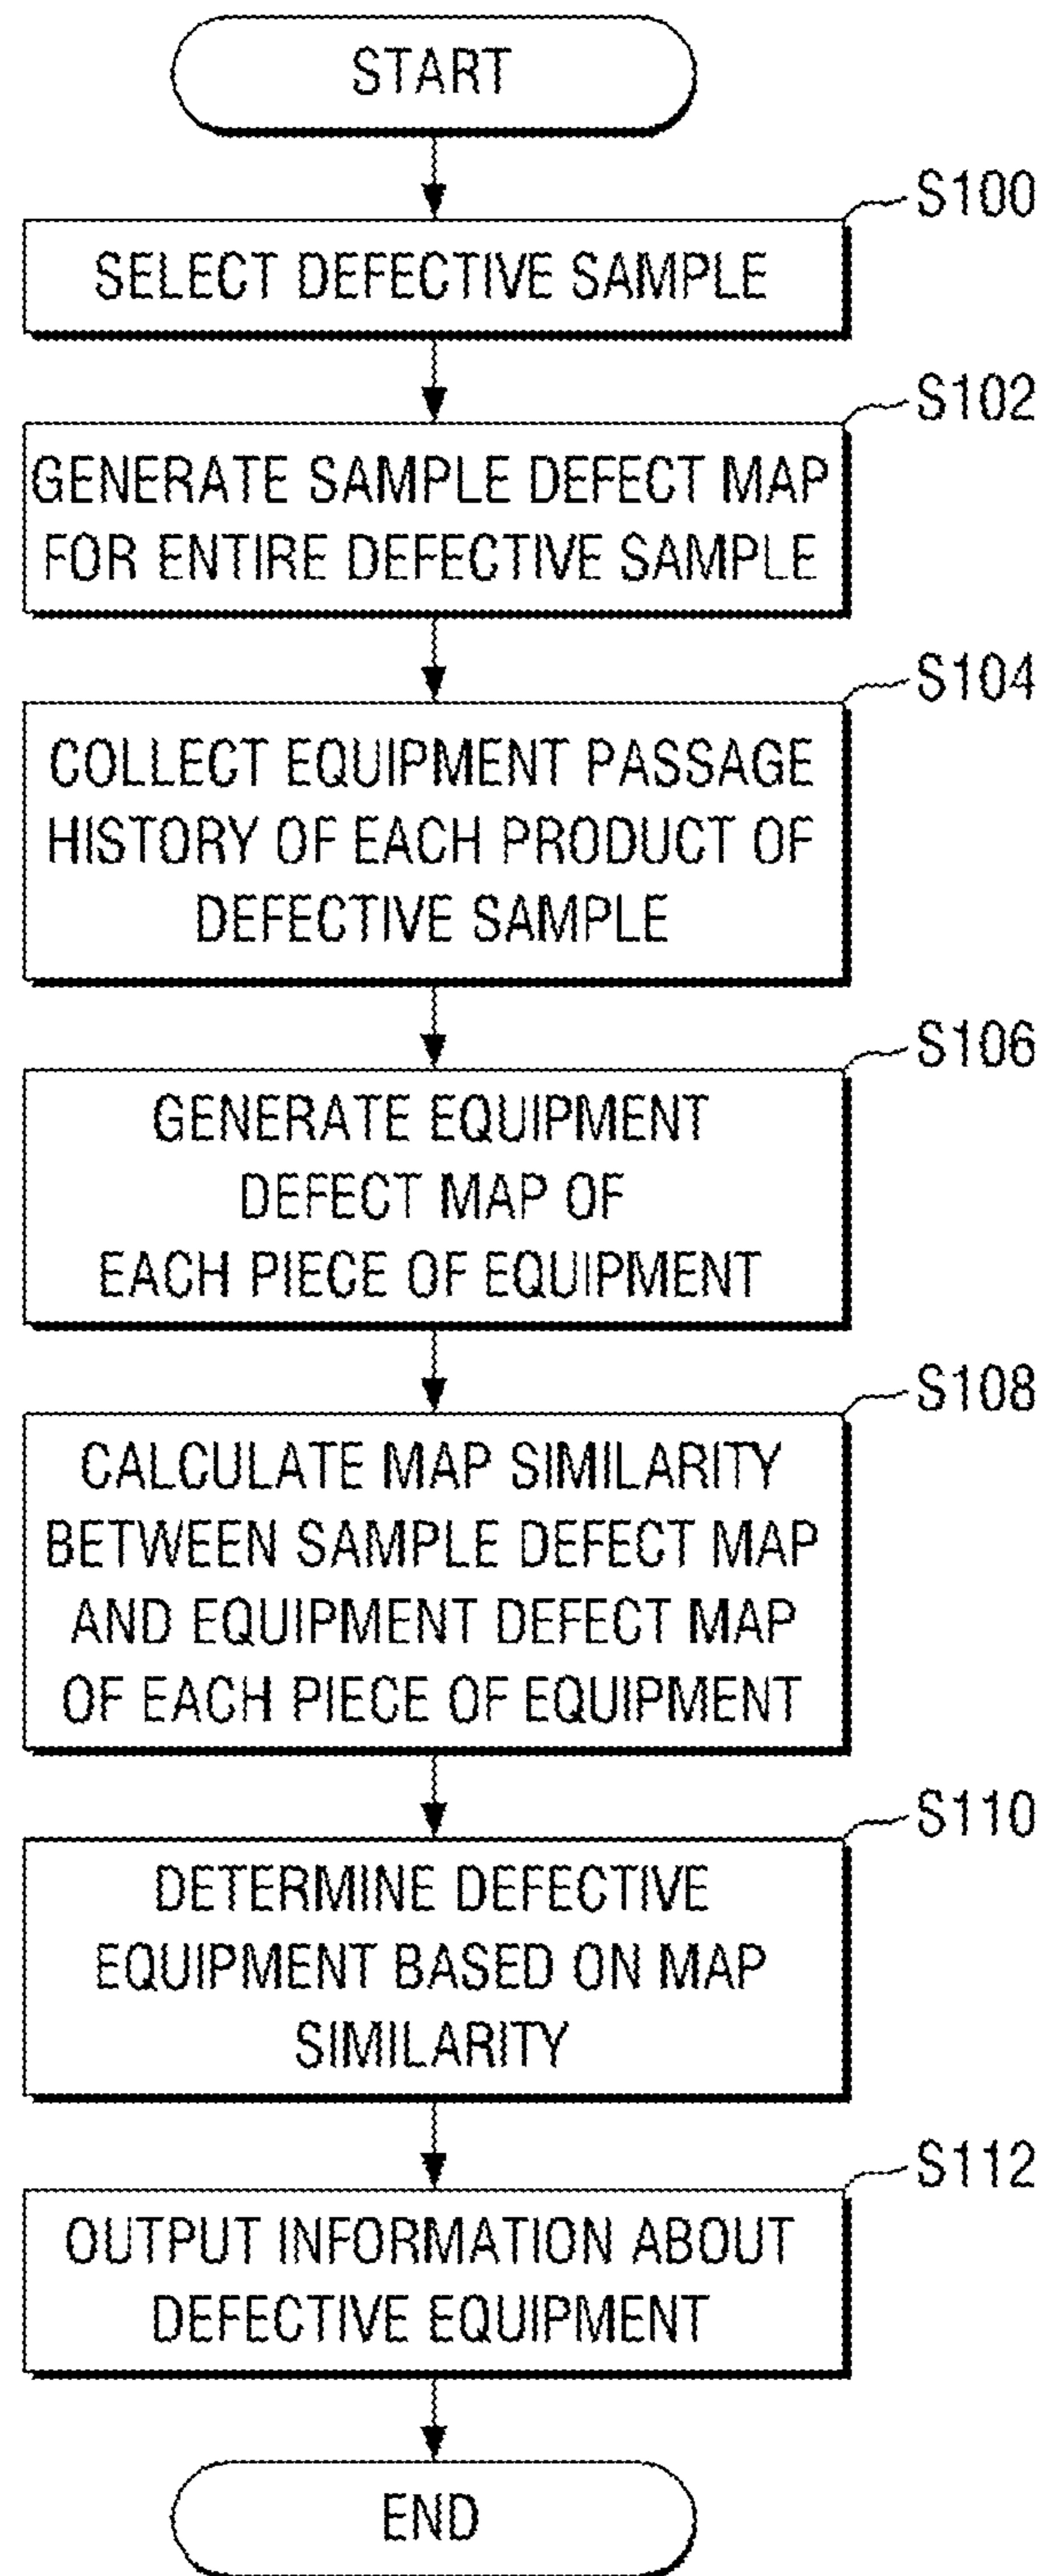 START
S100
SELECT DEFECTIVE SAMPLE
S102
GENERATE SAMPLE DEFECT MAP
FOR ENTIRE DEFECTIVE SAMPLE
S104
COLLECT EQUIPMENT PASSAGE
HISTORY OF EACH PRODUCT OF
DEFECTIVE SAMPLE
S106
GENERATE EQUIPMENT
DEFECT MAP OF
EACH PIECE OF EQUIPMENT
S108
CALCULATE MAP SIMILARITY
BETWEEN SAMPLE DEFECT MAP
AND EQUIPMENT DEFECT MAP
OF EACH PIECE OF EQUIPMENT
S110
DETERMINE DEFECTIVE
EQUIPMENT BASED ON MAP
SIMILARITY
S112
OUTPUT INFORMATION ABOUT
DEFECTIVE EQUIPMENT
END